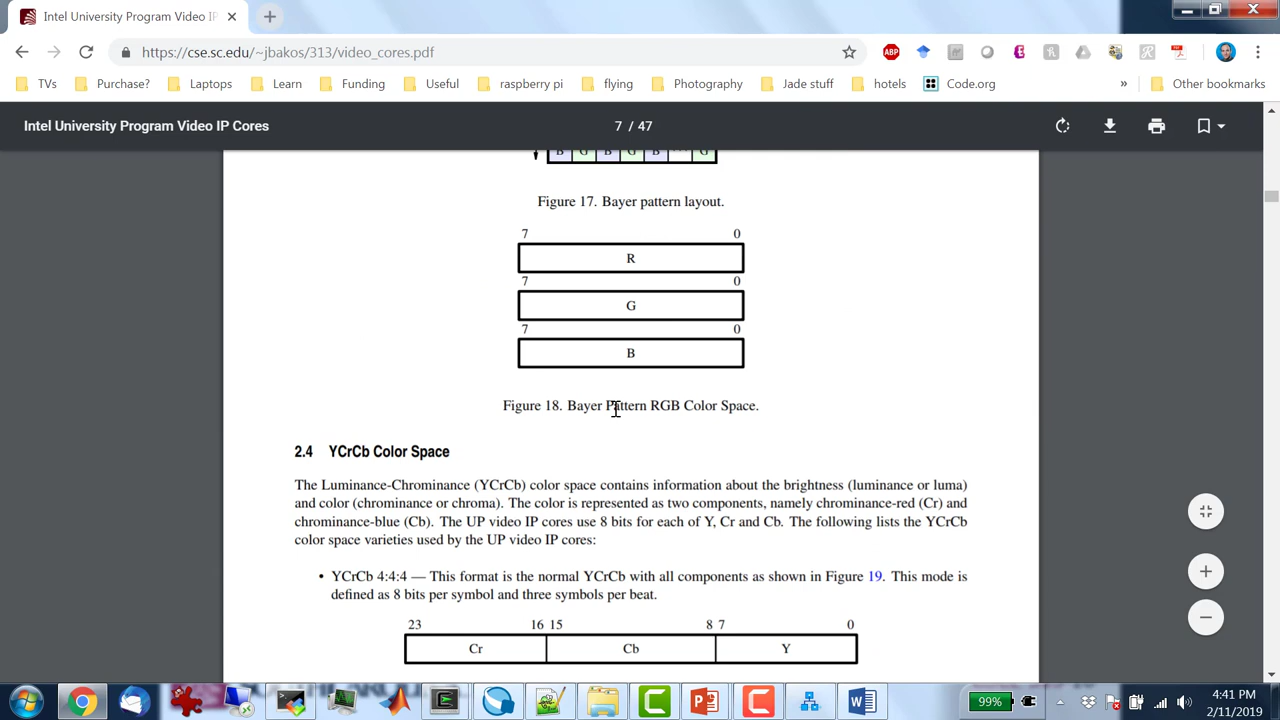 Intel University Program Video IP
https://cse.sc.edu/~jbakos/313/video_cores.pdf
ABP
TVs Purchase? Laptops Learn Funding Useful raspberry pi flying Photography Jade stuff hotels Code.org » Other bookmarks
Intel University Program Video IP Cores 7 / 47
B G B G B ... G
Figure 17. Bayer pattern layout.
7 0
R
7 0
G
7 0
B
Figure 18. Bayer Pattern RGB Color Space.
2.4 YCrCb Color Space
The Luminance-Chrominance (YCrCb) color space contains information about the brightness (luminance or luma)
and color (chrominance or chroma). The color is represented as two components, namely chrominance-red (Cr) and
chrominance-blue (Cb). The UP video IP cores use 8 bits for each of Y, Cr and Cb. The following lists the YCrCb
color space varieties used by the UP video IP cores:
• YCrCb 4:4:4 — This format is the normal YCrCb with all components as shown in Figure 19. This mode is
defined as 8 bits per symbol and three symbols per beat.
23 16 15 8 7 0
Cr Cb Y
99%
4:41 PM
2/11/2019